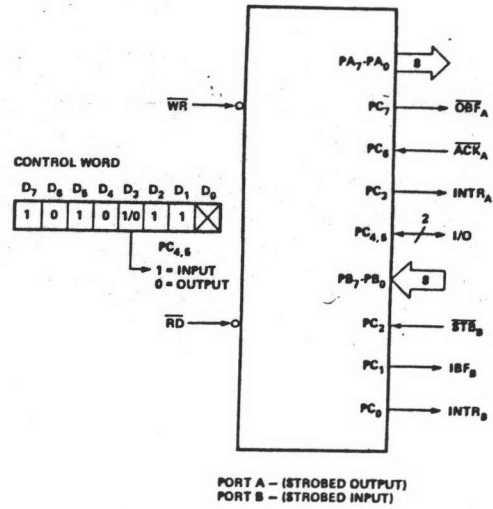 PA7-PA0 8
WR
PC7 OBFA
PC6 ACKA
CONTROL WORD
D7 D6 D5 D4 D3 D2 D1 D0
1 0 1 0 1/0 1 1
PC3 INTRA
PC4,5 2 I/O
PC4,5
1 = INPUT
0 = OUTPUT
PB7-PB0 8
RD
PC2 STBB
PC1 IBFB
PC0 INTRB
PORT A – (STROBED OUTPUT)
PORT B – (STROBED INPUT)